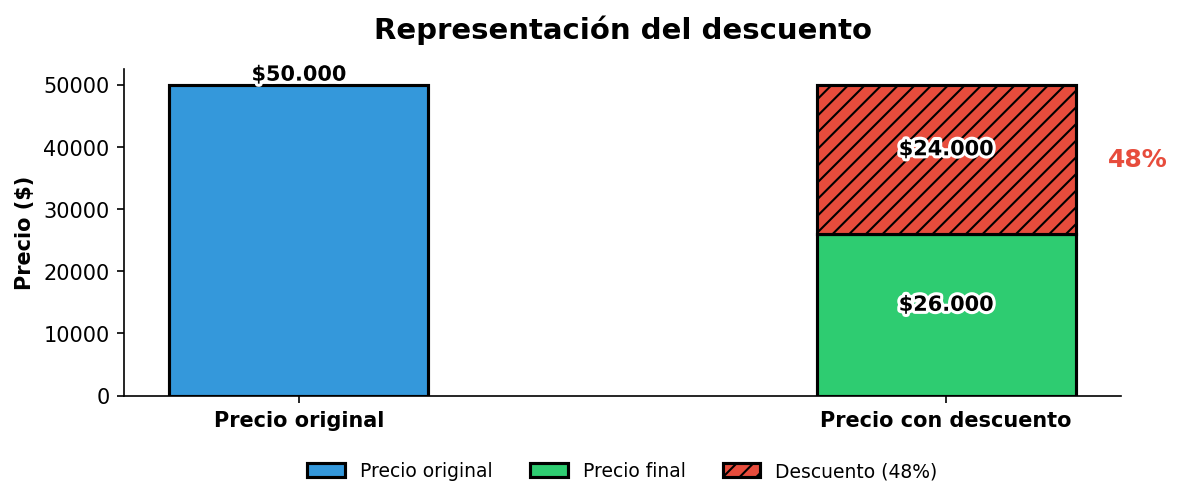 Representación del descuento
Precio ($)
50000
40000
30000
20000
10000
0
$50.000
$24.000
$26.000
48%
Precio original
Precio con descuento
Precio original
Precio final
Descuento (48%)